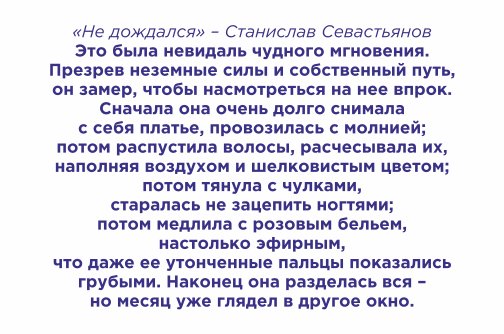 «Не дождался» – Станислав Севастьянов
Это была невидаль чудного мгновения.
Презрев неземные силы и собственный путь,
он замер, чтобы насмотреться на нее впрок.
Сначала она очень долго снимала
с себя платье, провозилась с молнией;
потом распустила волосы, расчесывала их,
наполняя воздухом и шелковистым цветом;
потом тянула с чулками,
старалась не зацепить ногтями;
потом медлила с розовым бельем,
настолько эфирным,
что даже ее утонченные пальцы показались
грубыми. Наконец она разделась вся –
но месяц уже глядел в другое окно.